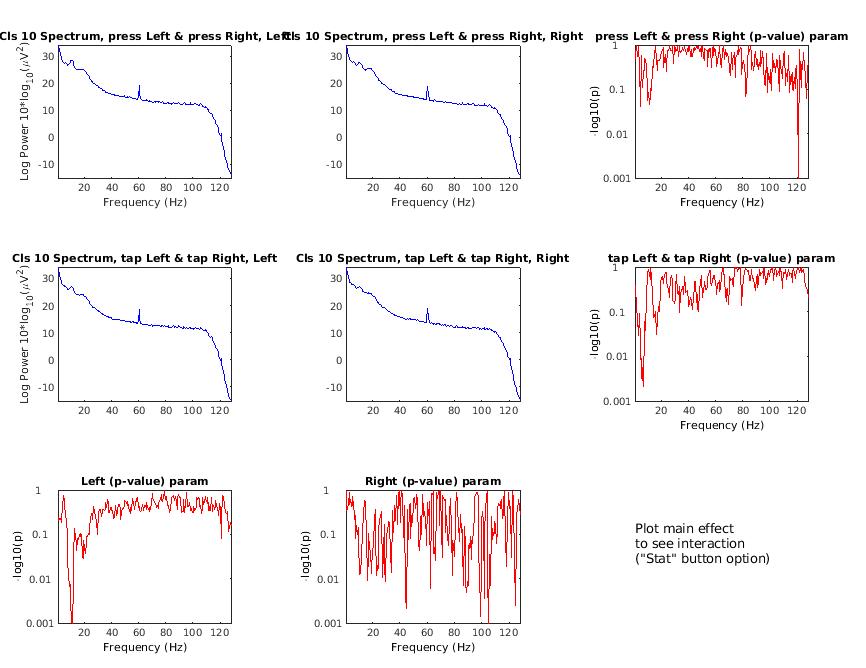 Cls 10 Spectrum, press Left & press Right, Left
Cls 10 Spectrum, press Left & press Right, Right
press Left & press Right (p-value) param
Log Power 10*log10(μV2)
30
20
10
0
-10
20 40 60 80 100 120
Frequency (Hz)
30
20
10
0
-10
20 40 60 80 100 120
Frequency (Hz)
-log10(p)
1
0.1
0.01
0.001
20 40 60 80 100 120
Frequency (Hz)
Cls 10 Spectrum, tap Left & tap Right, Left
Cls 10 Spectrum, tap Left & tap Right, Right
tap Left & tap Right (p-value) param
Log Power 10*log10(μV2)
30
20
10
0
-10
20 40 60 80 100 120
Frequency (Hz)
30
20
10
0
-10
20 40 60 80 100 120
Frequency (Hz)
-log10(p)
1
0.1
0.01
0.001
20 40 60 80 100 120
Frequency (Hz)
Left (p-value) param
-log10(p)
1
0.1
0.01
0.001
20 40 60 80 100 120
Frequency (Hz)
Right (p-value) param
-log10(p)
1
0.1
0.01
0.001
20 40 60 80 100 120
Frequency (Hz)
Plot main effect
to see interaction
("Stat" button option)